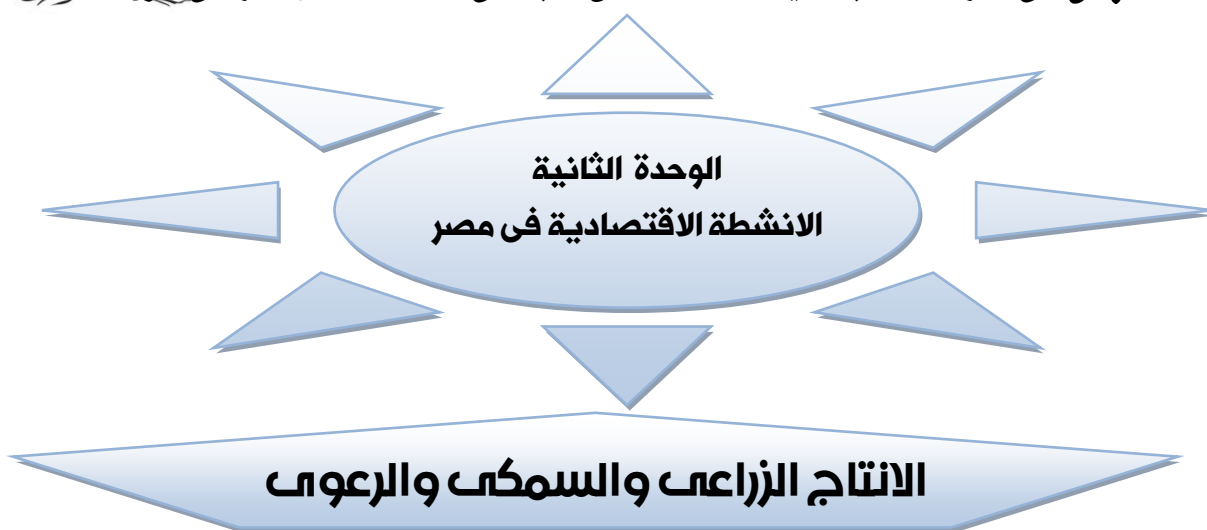 الوحدة الثانية
الانشطة الاقتصادية فى مصر
الانتاج الزراعى والسمكى والرعوى